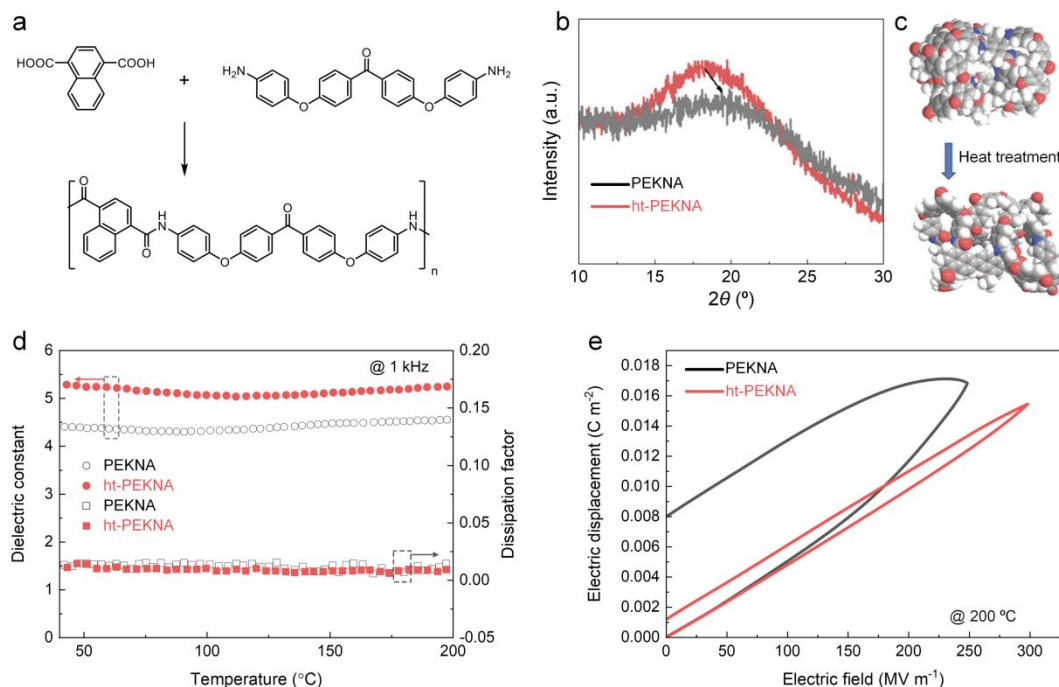 a
HOOC
COOH
+
H₂N
O
O
O
NH₂
O
H
N
O
O
O
O
H
N
n
b
Intensity (a.u.)
PEKNA
ht-PEKNA
10 15 20 25 30
2θ (º)
c
Heat treatment
d
6
5
4
3
2
1
0
Dielectric constant
@ 1 kHz
PEKNA
ht-PEKNA
PEKNA
ht-PEKNA
0.20
0.15
0.10
0.05
0.00
-0.05
Dissipation factor
50 100 150 200
Temperature (°C)
e
0.018
0.016
0.014
0.012
0.010
0.008
0.006
0.004
0.002
0.000
Electric displacement (C m⁻²)
PEKNA
ht-PEKNA
@ 200 ºC
0 50 100 150 200 250 300
Electric field (MV m⁻¹)